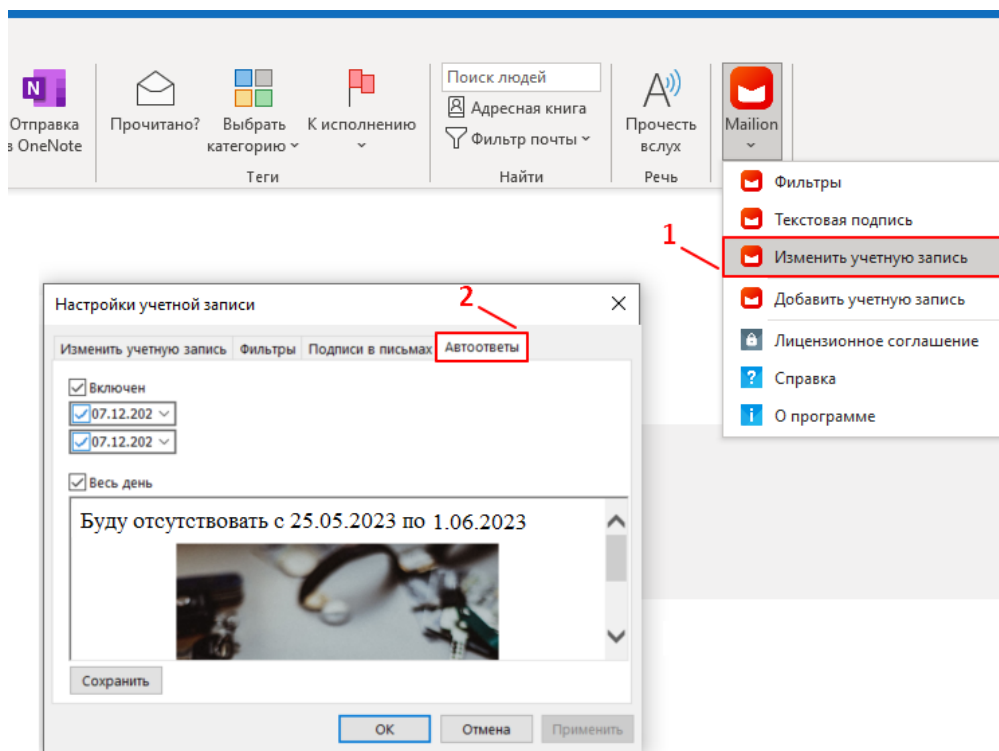 Поиск людей
N
Отправка
в OneNote
Прочитано?
Выбрать
категорию
К исполнению
Адресная книга
Фильтр почты
A
Прочесть
вслух
Mailion
Теги
Найти
Речь
Фильтры
Текстовая подпись
1
Изменить учетную запись
Добавить учетную запись
Лицензионное соглашение
? Справка
i О программе
Настройки учетной записи
2
Изменить учетную запись Фильтры Подписи в письмах Автоответы
Включен
07.12.202
07.12.202
Весь день
Буду отсутствовать с 25.05.2023 по 1.06.2023
Сохранить
ОК Отмена Применить